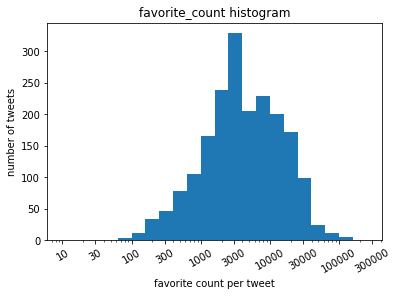 favorite_count histogram
number of tweets
300
250
200
150
100
50
0
10 30 100 300 1000 3000 10000 30000 100000 300000
favorite count per tweet